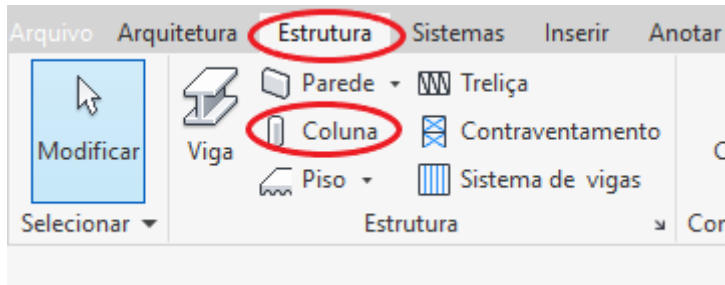 Arquivo Arquitetura Estrutura Sistemas Inserir Anotar
Parede Treliça
Modificar Viga Coluna Contraventamento
Piso Sistema de vigas
Selecionar Estrutura